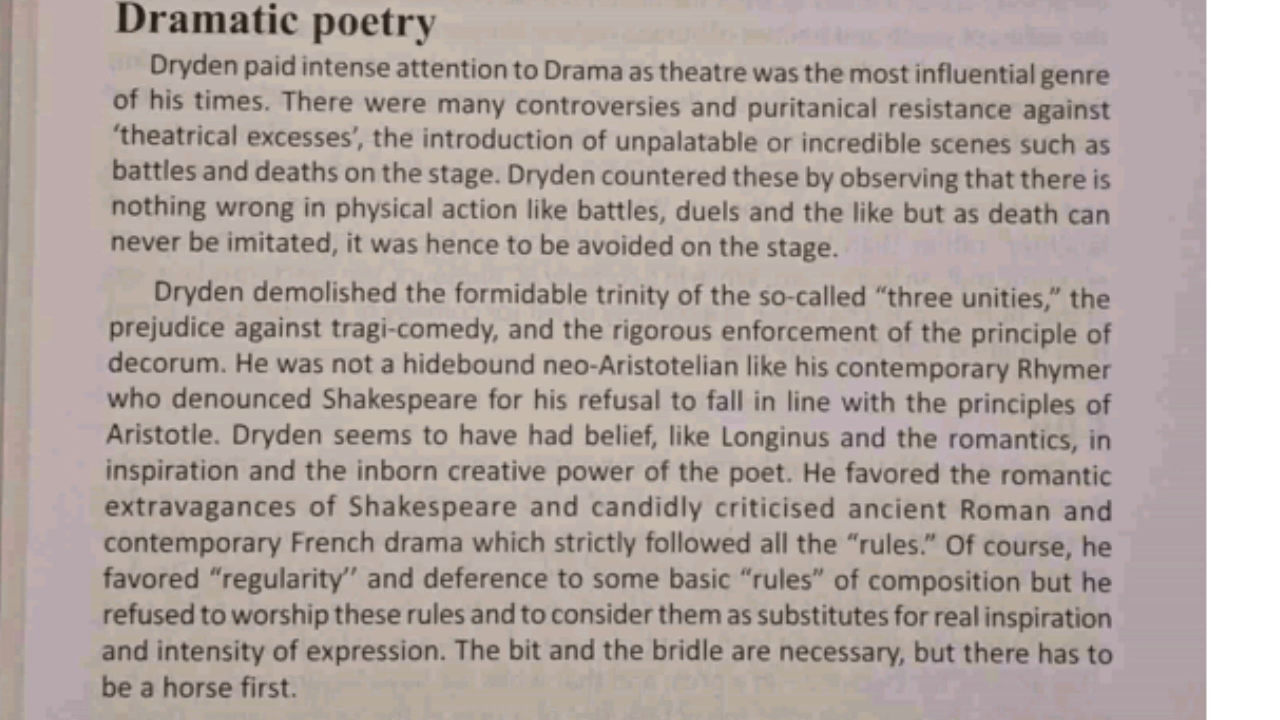 Dramatic poetry
Dryden paid intense attention to Drama as theatre was the most influential genre
of his times. There were many controversies and puritanical resistance against
‘theatrical excesses’, the introduction of unpalatable or incredible scenes such as
battles and deaths on the stage. Dryden countered these by observing that there is
nothing wrong in physical action like battles, duels and the like but as death can
never be imitated, it was hence to be avoided on the stage.
Dryden demolished the formidable trinity of the so-called “three unities,” the
prejudice against tragi-comedy, and the rigorous enforcement of the principle of
decorum. He was not a hidebound neo-Aristotelian like his contemporary Rhymer
who denounced Shakespeare for his refusal to fall in line with the principles of
Aristotle. Dryden seems to have had belief, like Longinus and the romantics, in
inspiration and the inborn creative power of the poet. He favored the romantic
extravagances of Shakespeare and candidly criticised ancient Roman and
contemporary French drama which strictly followed all the “rules.” Of course, he
favored “regularity’’ and deference to some basic “rules” of composition but he
refused to worship these rules and to consider them as substitutes for real inspiration
and intensity of expression. The bit and the bridle are necessary, but there has to
be a horse first.